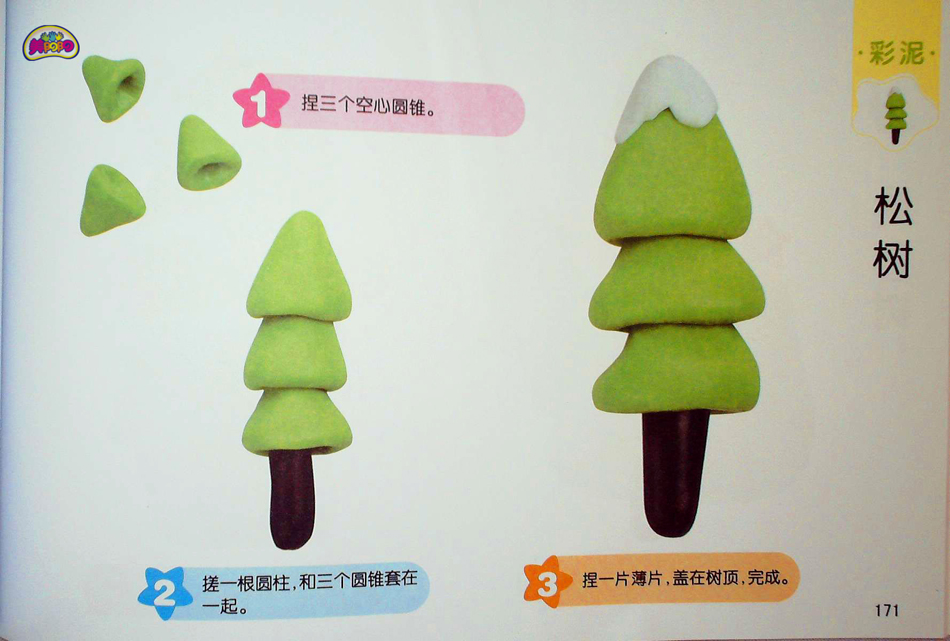 ·彩泥·
松
树
1 捏三个空心圆锥。
2 搓一根圆柱,和三个圆锥套在
一起。
3 捏一片薄片,盖在树顶,完成。
171